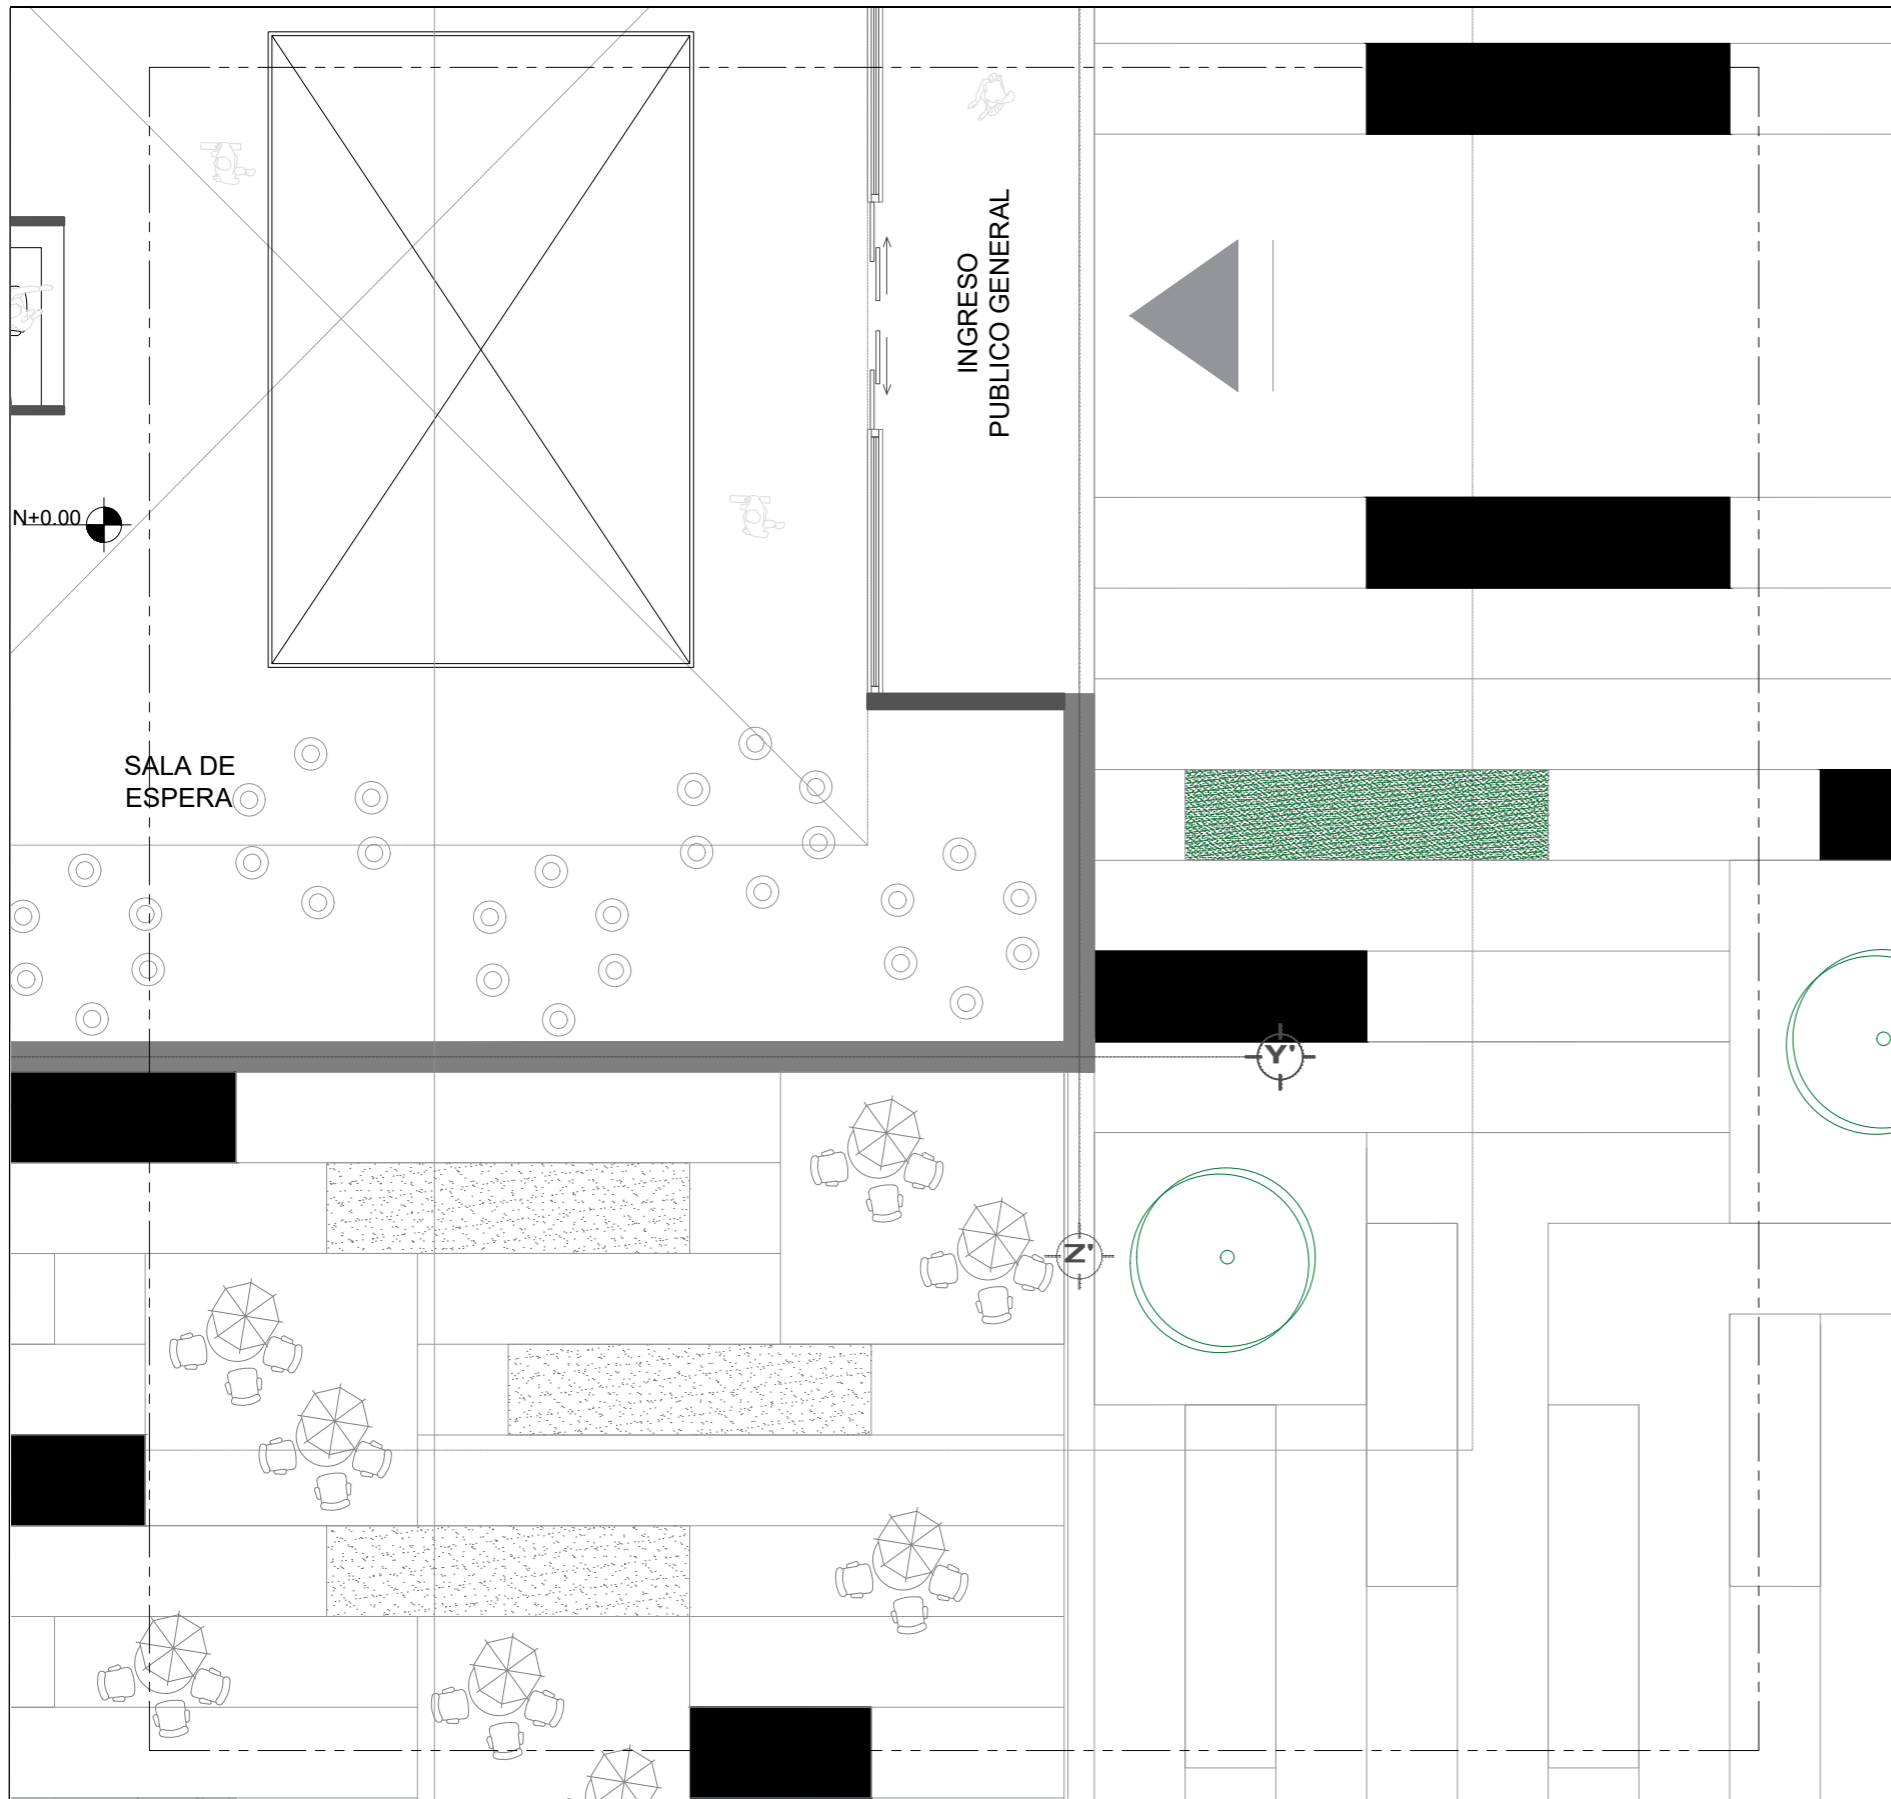 INGRESO
PUBLICO GENERAL
N+0.00
SALA DE
ESPERA
Y'
Z'